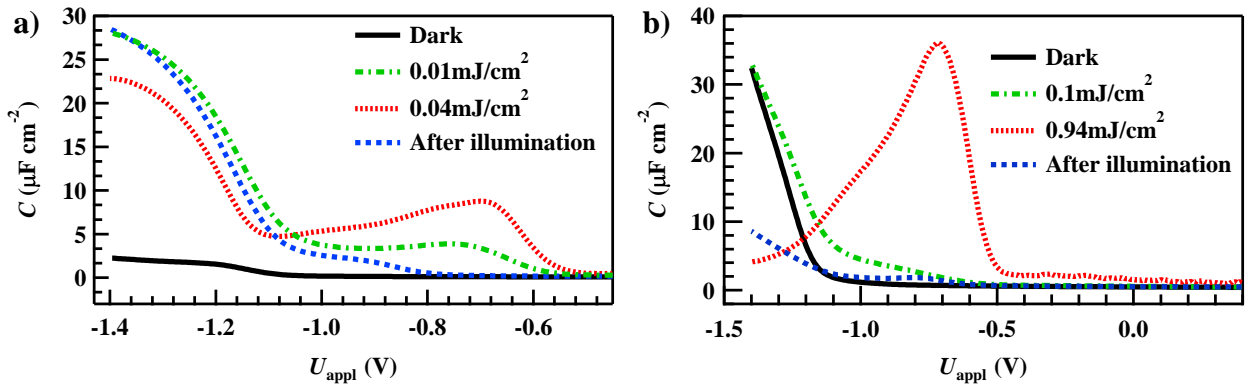 a)
30
25
20
15
10
5
0
C (μF cm⁻²)
-1.4
-1.2
-1.0
-0.8
-0.6
U_appl (V)
Dark
0.01mJ/cm²
0.04mJ/cm²
After illumination
b)
40
30
20
10
0
C (μF cm⁻²)
-1.5
-1.0
-0.5
0.0
U_appl (V)
Dark
0.1mJ/cm²
0.94mJ/cm²
After illumination